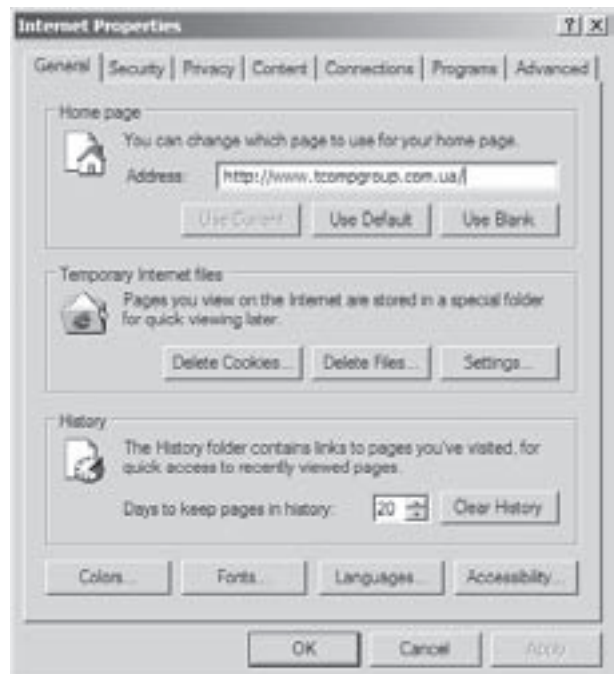 Internet Properties
General Security Privacy Content Connections Programs Advanced
Home page
You can change which page to use for your home page.
Address: http://www.tcompgroup.com.ua/
Use Current Use Default Use Blank
Temporary Internet files
Pages you view on the Internet are stored in a special folder
for quick viewing later.
Delete Cookies... Delete Files... Settings...
History
The History folder contains links to pages you've visited, for
quick access to recently viewed pages.
Days to keep pages in history: 20 Clear History
Colors... Fonts... Languages... Accessibility...
OK Cancel Apply